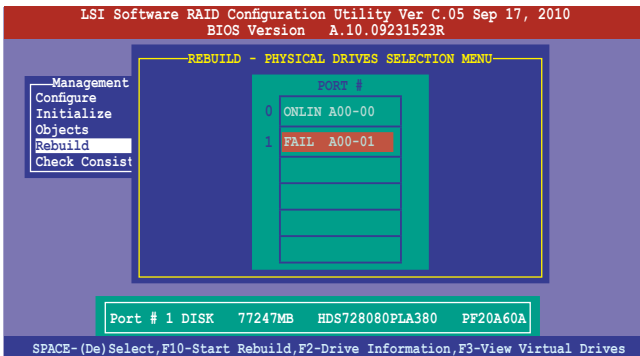 LSI Software RAID Configuration Utility Ver C.05 Sep 17, 2010
BIOS Version A.10.09231523R
REBUILD - PHYSICAL DRIVES SELECTION MENU
Management
Configure
Initialize
Objects
Rebuild
Check Consist
PORT #
0 ONLIN A00-00
1 FAIL A00-01
Port # 1 DISK 77247MB HDS728080PLA380 PF20A60A
SPACE-(De)Select,F10-Start Rebuild,F2-Drive Information,F3-View Virtual Drives